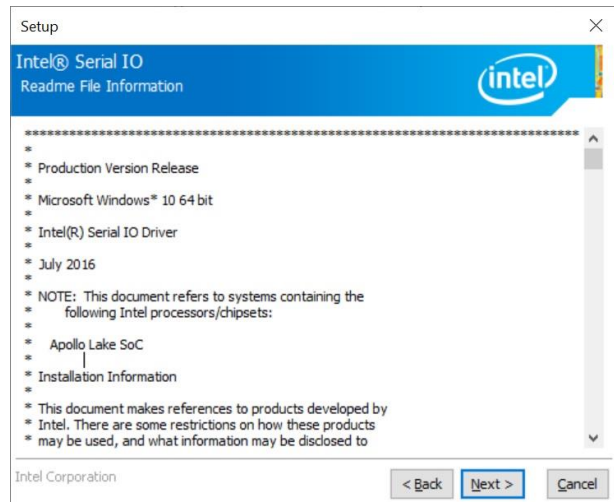 Setup
Intel® Serial IO
Readme File Information
intel
*******************************************************************************
*
* Production Version Release
*
* Microsoft Windows* 10 64 bit
*
* Intel(R) Serial IO Driver
*
* July 2016
*
* NOTE: This document refers to systems containing the
* following Intel processors/chipsets:
*
* Apollo Lake SoC
*
* Installation Information
*
* This document makes references to products developed by
* Intel. There are some restrictions on how these products
* may be used, and what information may be disclosed to
Intel Corporation
< Back Next > Cancel